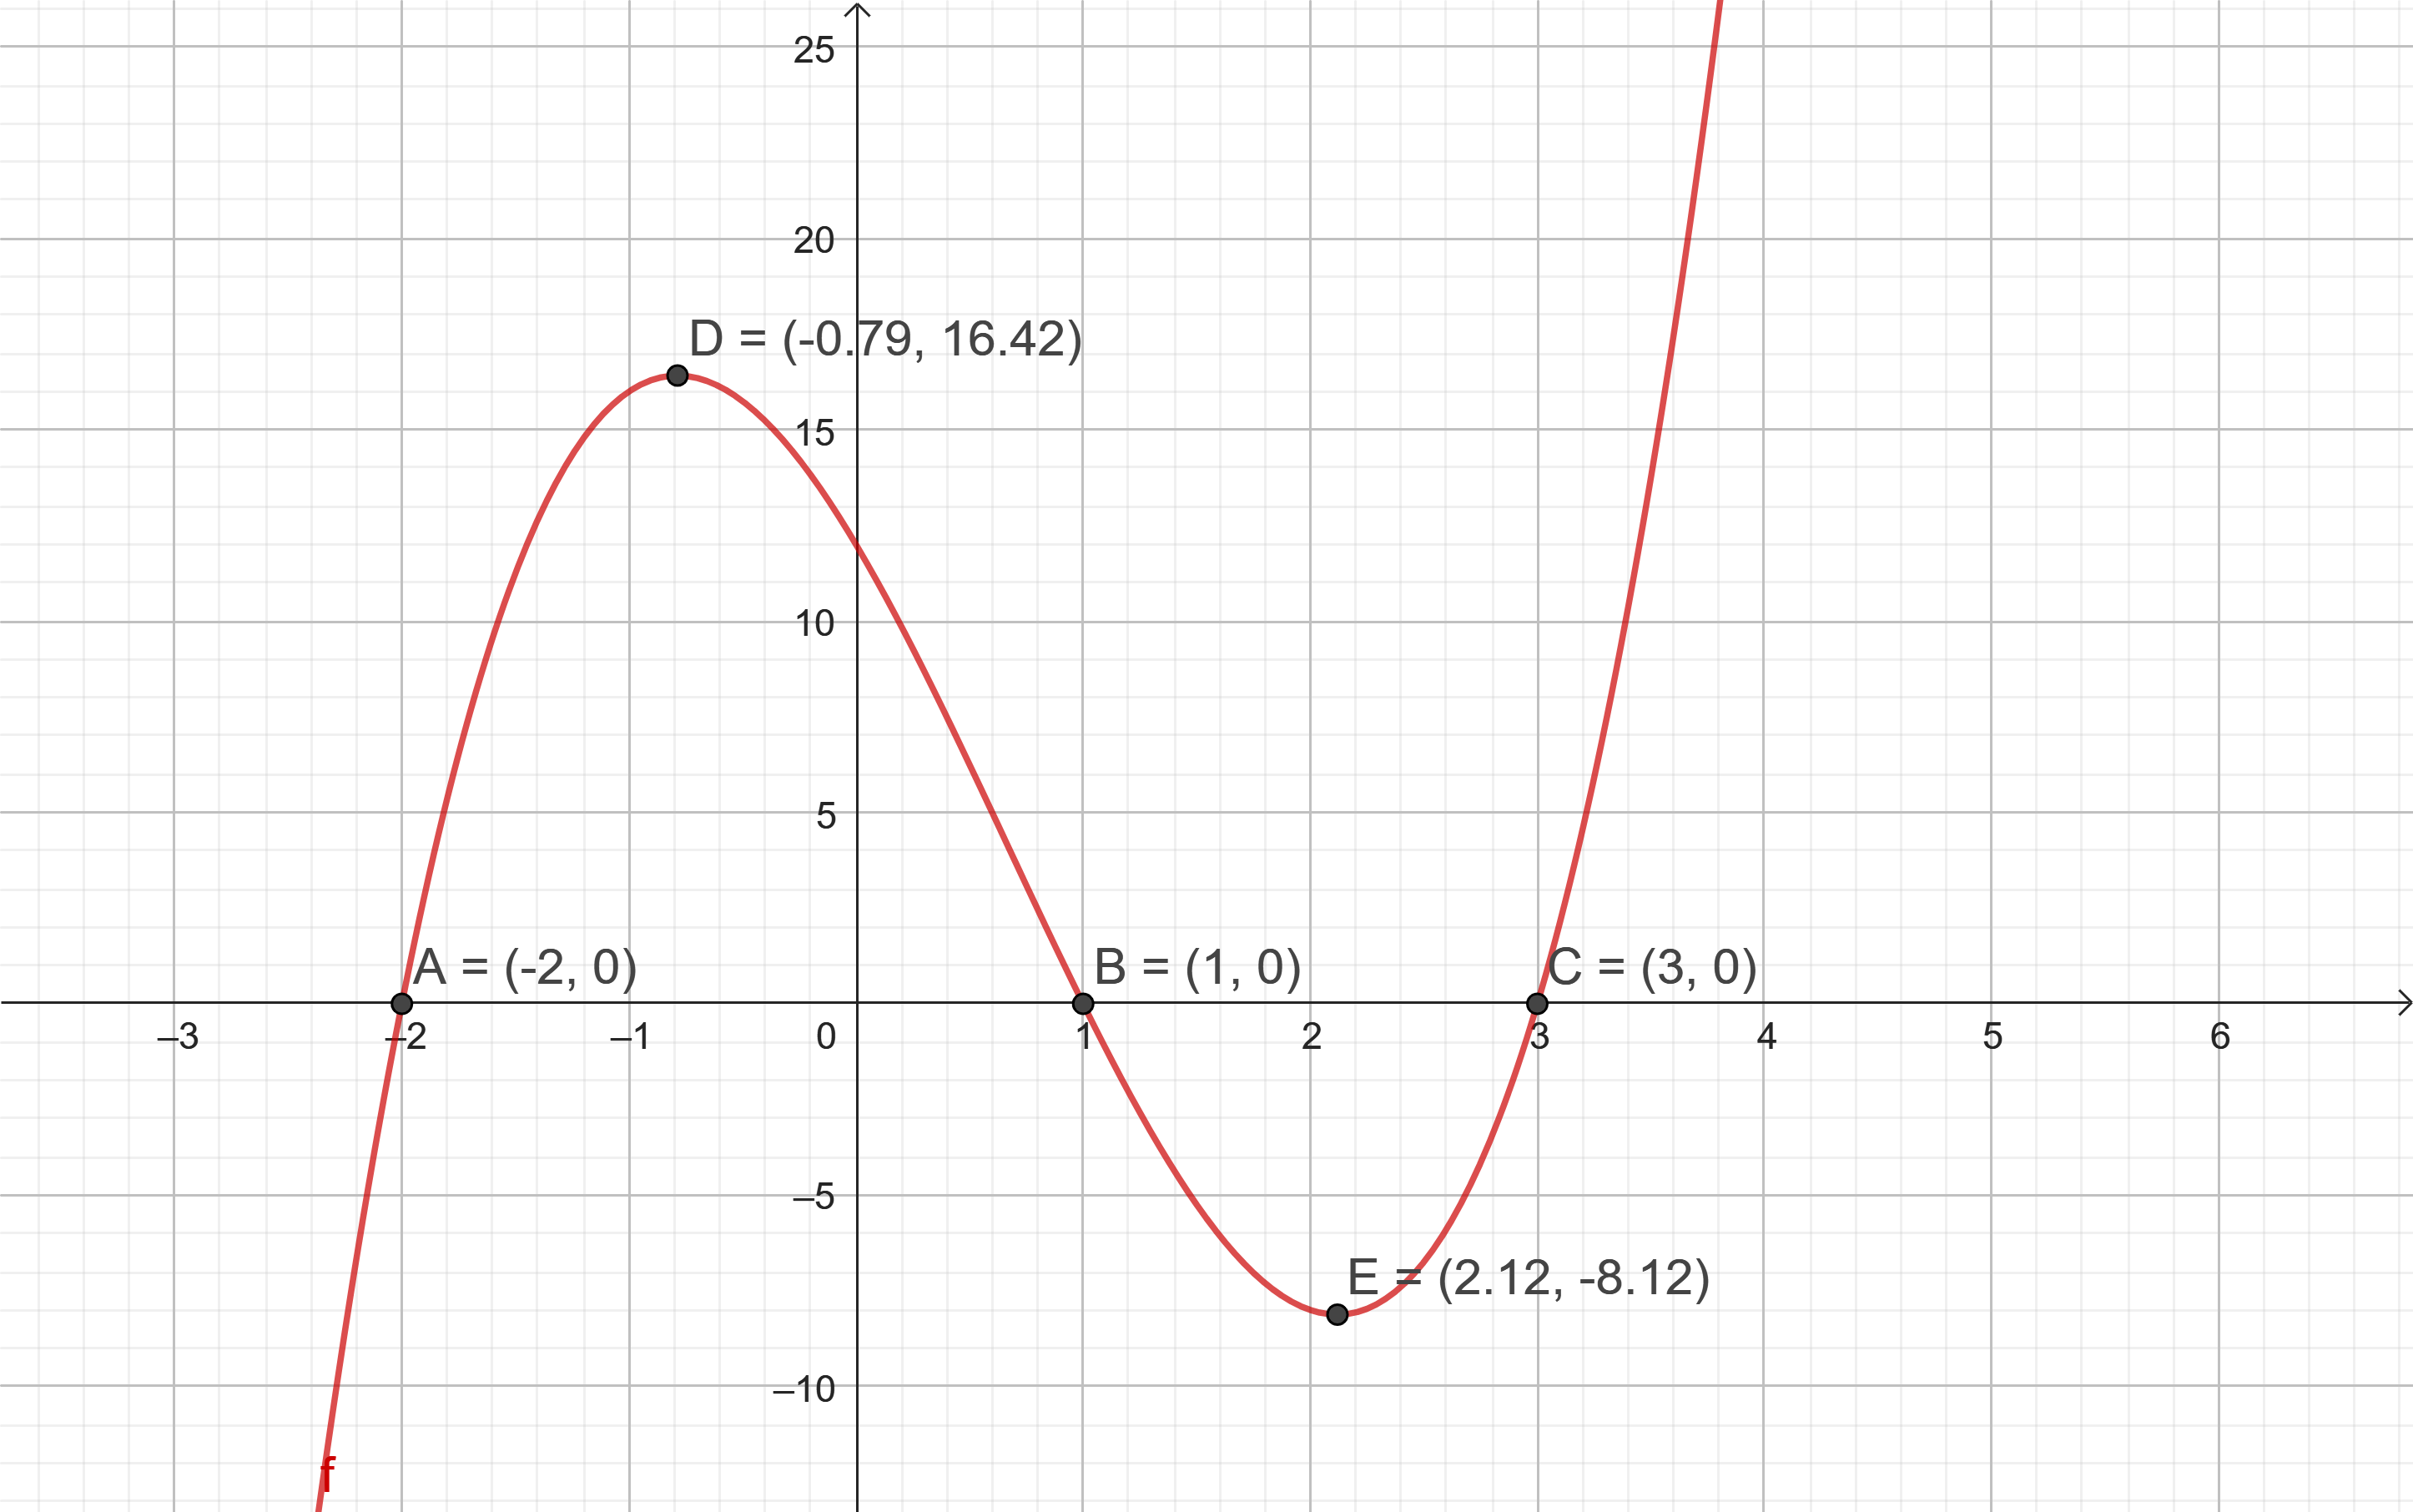 25
20
D = (-0.79, 16.42)
15
10
5
A = (-2, 0) B = (1, 0) C = (3, 0)
–3 –2 –1 0 1 2 3 4 5 6
–5
E = (2.12, -8.12)
–10
f